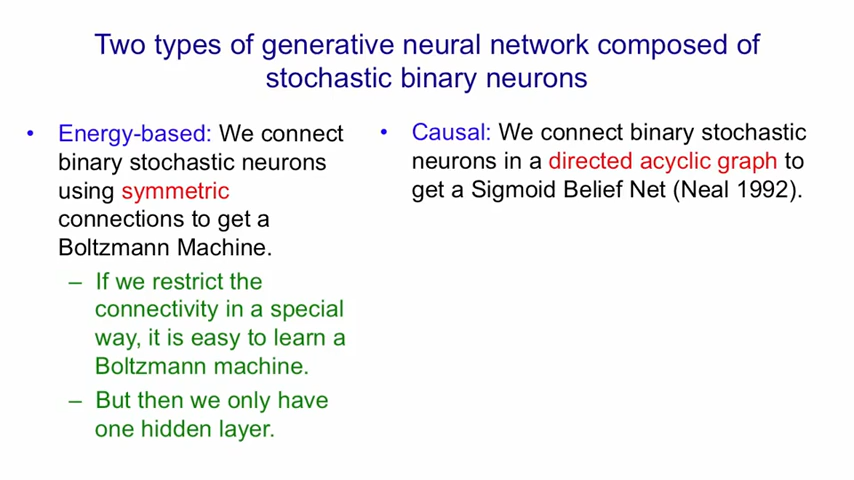 Two types of generative neural network composed of
stochastic binary neurons
• Energy-based: We connect
binary stochastic neurons
using symmetric
connections to get a
Boltzmann Machine.
– If we restrict the
connectivity in a special
way, it is easy to learn a
Boltzmann machine.
– But then we only have
one hidden layer.
• Causal: We connect binary stochastic
neurons in a directed acyclic graph to
get a Sigmoid Belief Net (Neal 1992).